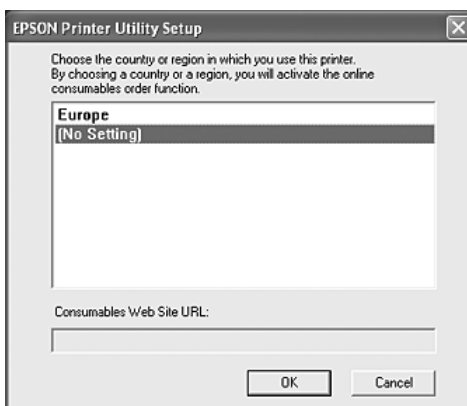 EPSON Printer Utility Setup
Choose the country or region in which you use this printer.
By choosing a country or a region, you will activate the online
consumables order function.
Europe
(No Setting)
Consumables Web Site URL:
OK
Cancel